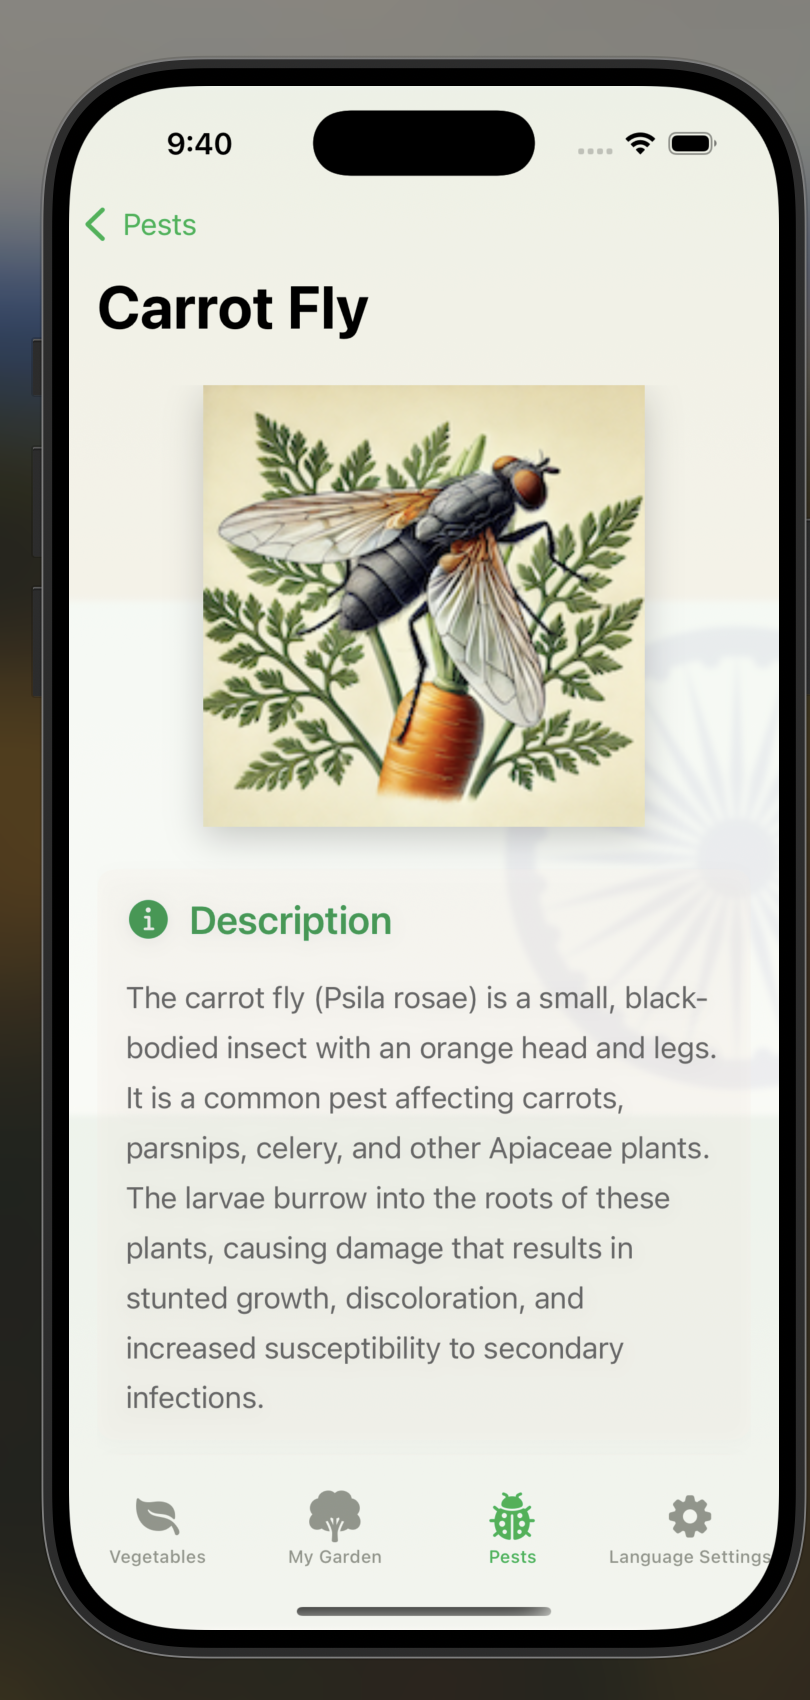 9:40
Pests
Carrot Fly
Description
The carrot fly (Psila rosae) is a small, black-
bodied insect with an orange head and legs.
It is a common pest affecting carrots,
parsnips, celery, and other Apiaceae plants.
The larvae burrow into the roots of these
plants, causing damage that results in
stunted growth, discoloration, and
increased susceptibility to secondary
infections.
Vegetables
My Garden
Pests
Language Settings